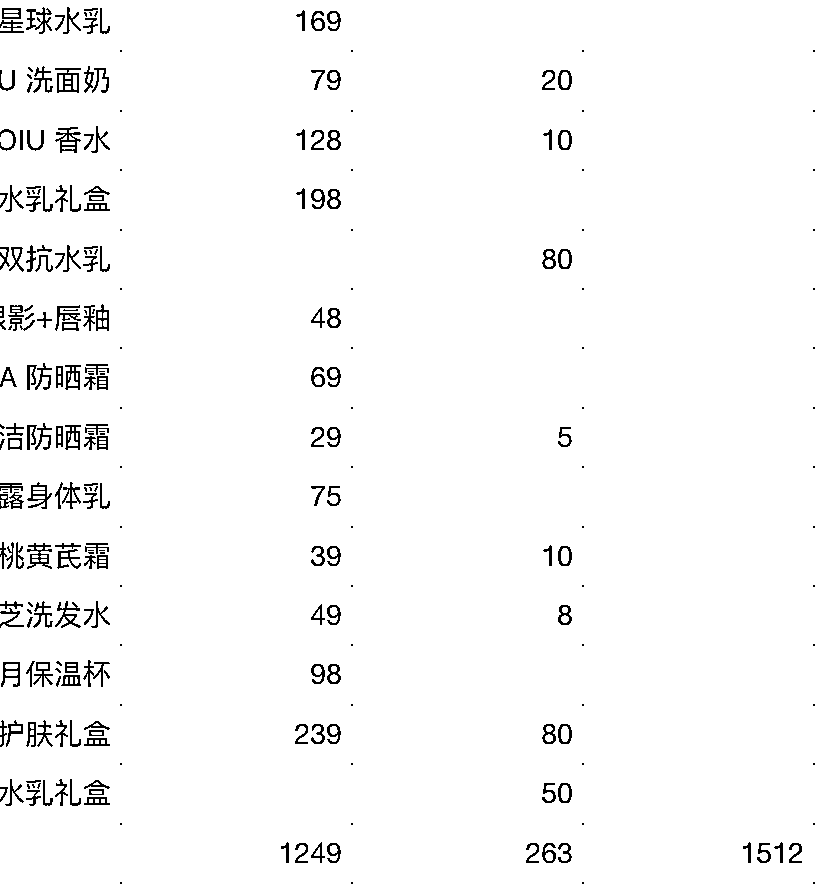 星球水乳 169
U 洗面奶 79 20
OIU 香水 128 10
水乳礼盒 198
双抗水乳 80
眼影+唇釉 48
A 防晒霜 69
洁防晒霜 29 5
露身体乳 75
桃黄芪霜 39 10
芝洗发水 49 8
月保温杯 98
护肤礼盒 239 80
水乳礼盒 50
1249 263 1512